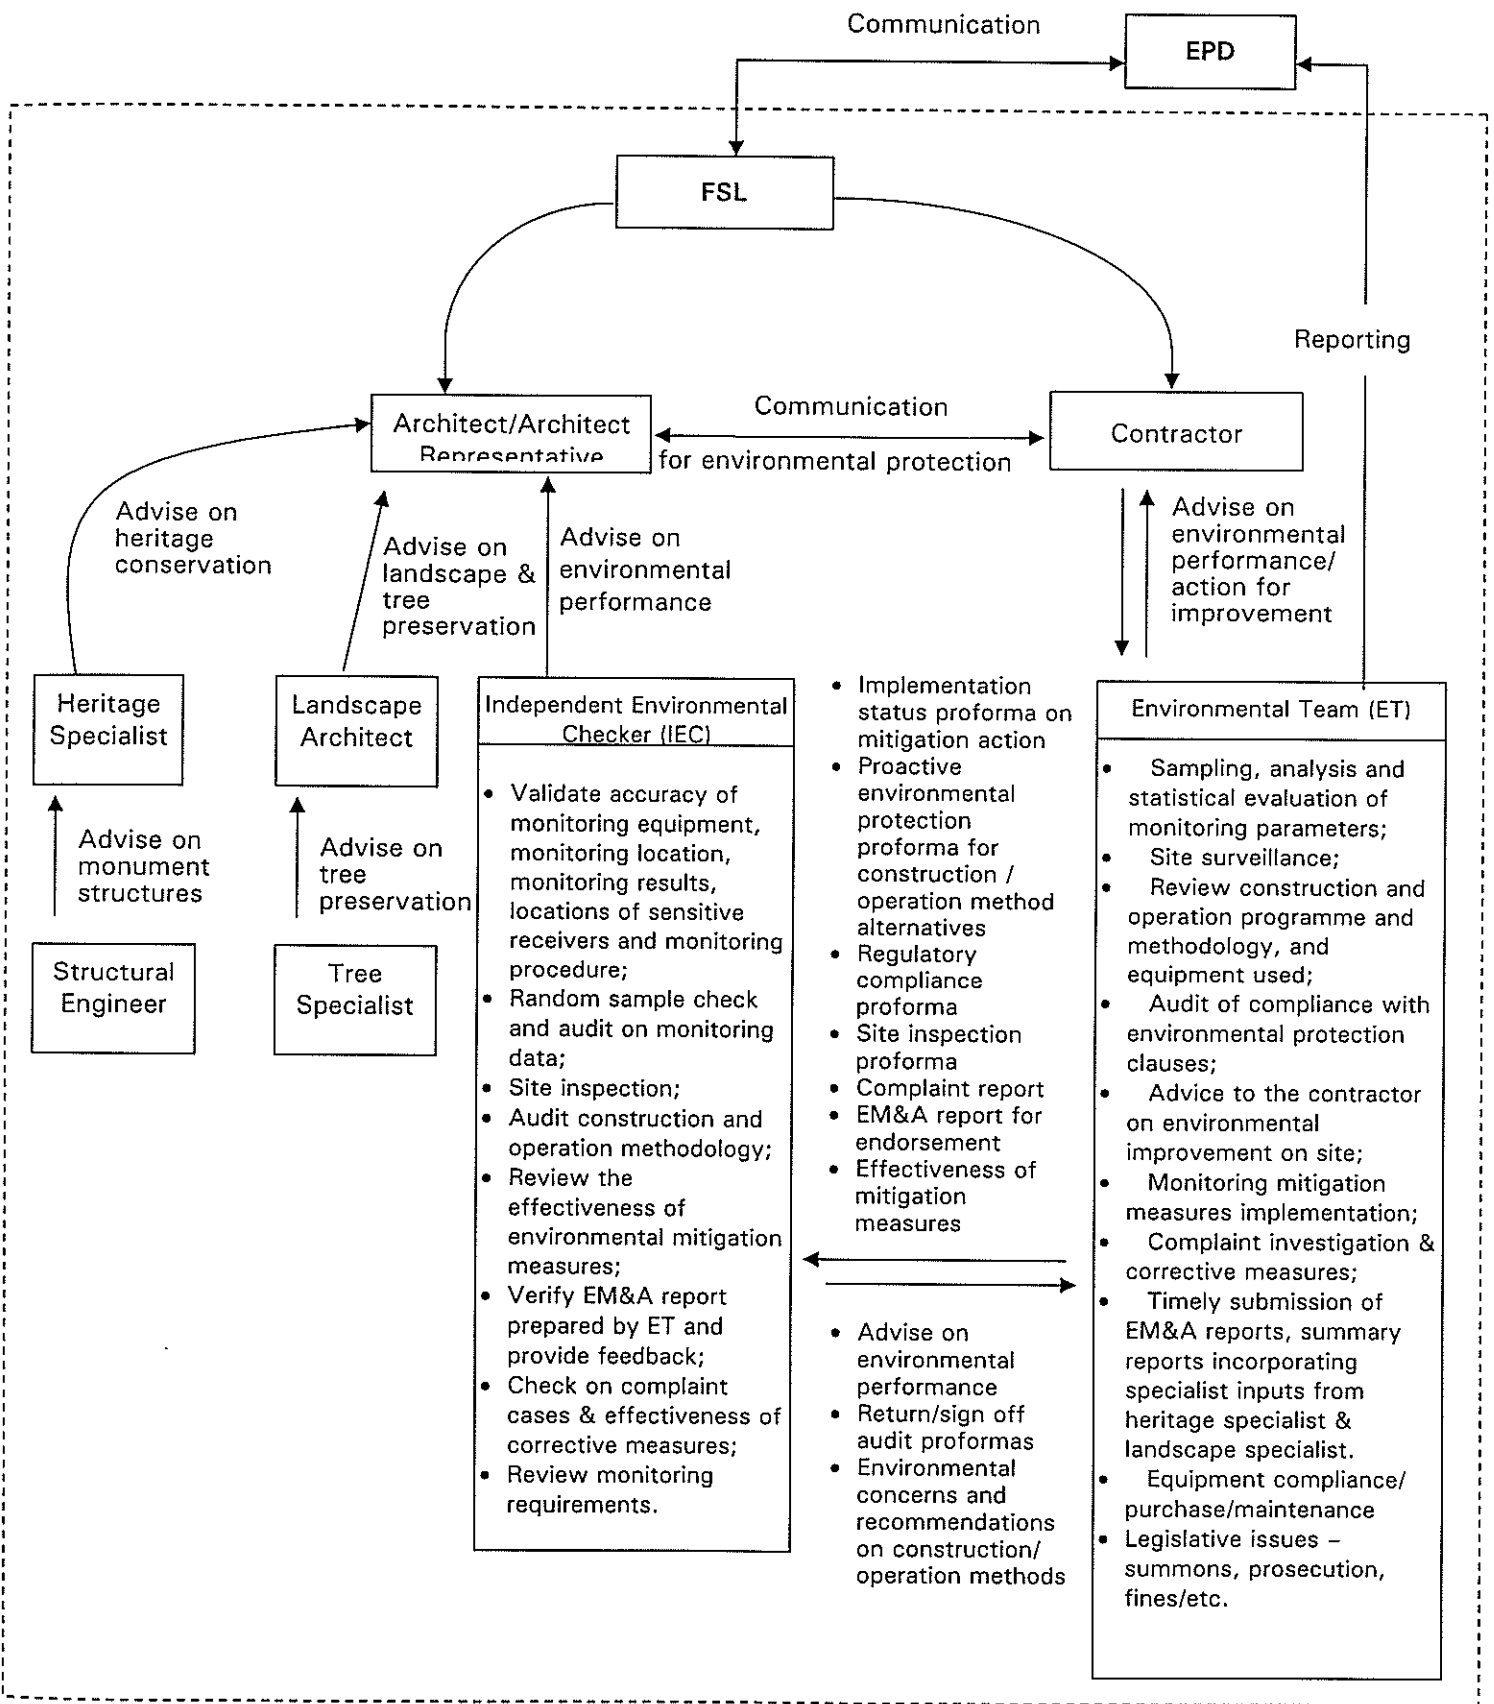 Communication
EPD
FSL
Reporting
Architect/Architect
Representative
Communication
for environmental protection
Contractor
Advise on
heritage
conservation
Advise on
landscape &
tree
preservation
Advise on
environmental
performance
Advise on
environmental
performance/
action for
improvement
Heritage
Specialist
Landscape
Architect
Advise on
monument
structures
Advise on
tree
preservation
Structural
Engineer
Tree
Specialist
Independent Environmental
Checker (IEC)
• Validate accuracy of
monitoring equipment,
monitoring location,
monitoring results,
locations of sensitive
receivers and monitoring
procedure;
• Random sample check
and audit on monitoring
data;
• Site inspection;
• Audit construction and
operation methodology;
• Review the
effectiveness of
environmental mitigation
measures;
• Verify EM&A report
prepared by ET and
provide feedback;
• Check on complaint
cases & effectiveness of
corrective measures;
• Review monitoring
requirements.
• Implementation
status proforma on
mitigation action
• Proactive
environmental
protection
proforma for
construction /
operation method
alternatives
• Regulatory
compliance
proforma
• Site inspection
proforma
• Complaint report
• EM&A report for
endorsement
• Effectiveness of
mitigation
measures
• Advise on
environmental
performance
• Return/sign off
audit proformas
• Environmental
concerns and
recommendations
on construction/
operation methods
Environmental Team (ET)
• Sampling, analysis and
statistical evaluation of
monitoring parameters;
• Site surveillance;
• Review construction and
operation programme and
methodology, and
equipment used;
• Audit of compliance with
environmental protection
clauses;
• Advice to the contractor
on environmental
improvement on site;
• Monitoring mitigation
measures implementation;
• Complaint investigation &
corrective measures;
• Timely submission of
EM&A reports, summary
reports incorporating
specialist inputs from
heritage specialist &
landscape specialist.
• Equipment compliance/
purchase/maintenance
• Legislative issues –
summons, prosecution,
fines/etc.